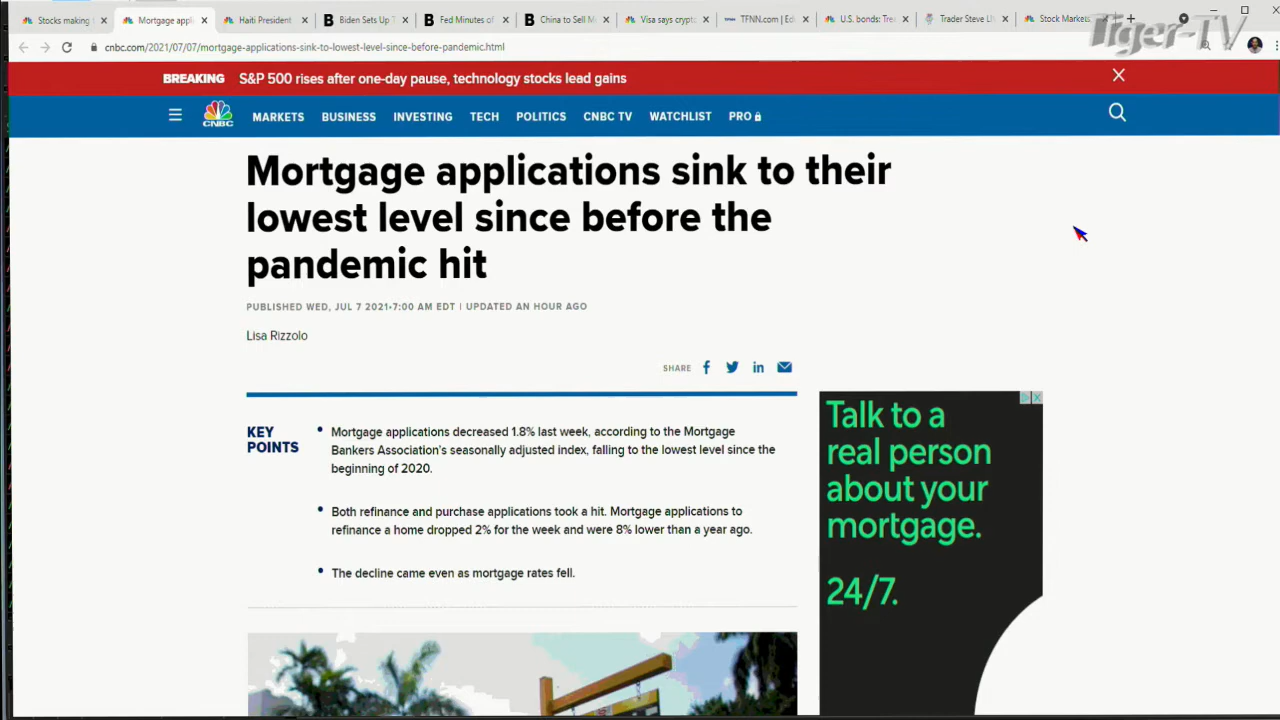 Stocks making
Mortgage appl
Haiti President
Biden Sets Up T
Fed Minutes of
China to Sell M
Visa says crypt
TFNN.com | Ed
U.S. bonds: Tre
Trader Steve L
Stock Markets
Tiger-TV
cnbc.com/2021/07/07/mortgage-applications-sink-to-lowest-level-since-before-pandemic.html
BREAKING S&P 500 rises after one-day pause, technology stocks lead gains
CNBC
MARKETS BUSINESS INVESTING TECH POLITICS CNBC TV WATCHLIST PRO
Mortgage applications sink to their
lowest level since before the
pandemic hit
PUBLISHED WED, JUL 7 2021•7:00 AM EDT | UPDATED AN HOUR AGO
Lisa Rizzolo
SHARE
KEY
POINTS
• Mortgage applications decreased 1.8% last week, according to the Mortgage
Bankers Association's seasonally adjusted index, falling to the lowest level since the
beginning of 2020.
• Both refinance and purchase applications took a hit. Mortgage applications to
refinance a home dropped 2% for the week and were 8% lower than a year ago.
• The decline came even as mortgage rates fell.
Talk to a
real person
about your
mortgage.
24/7.